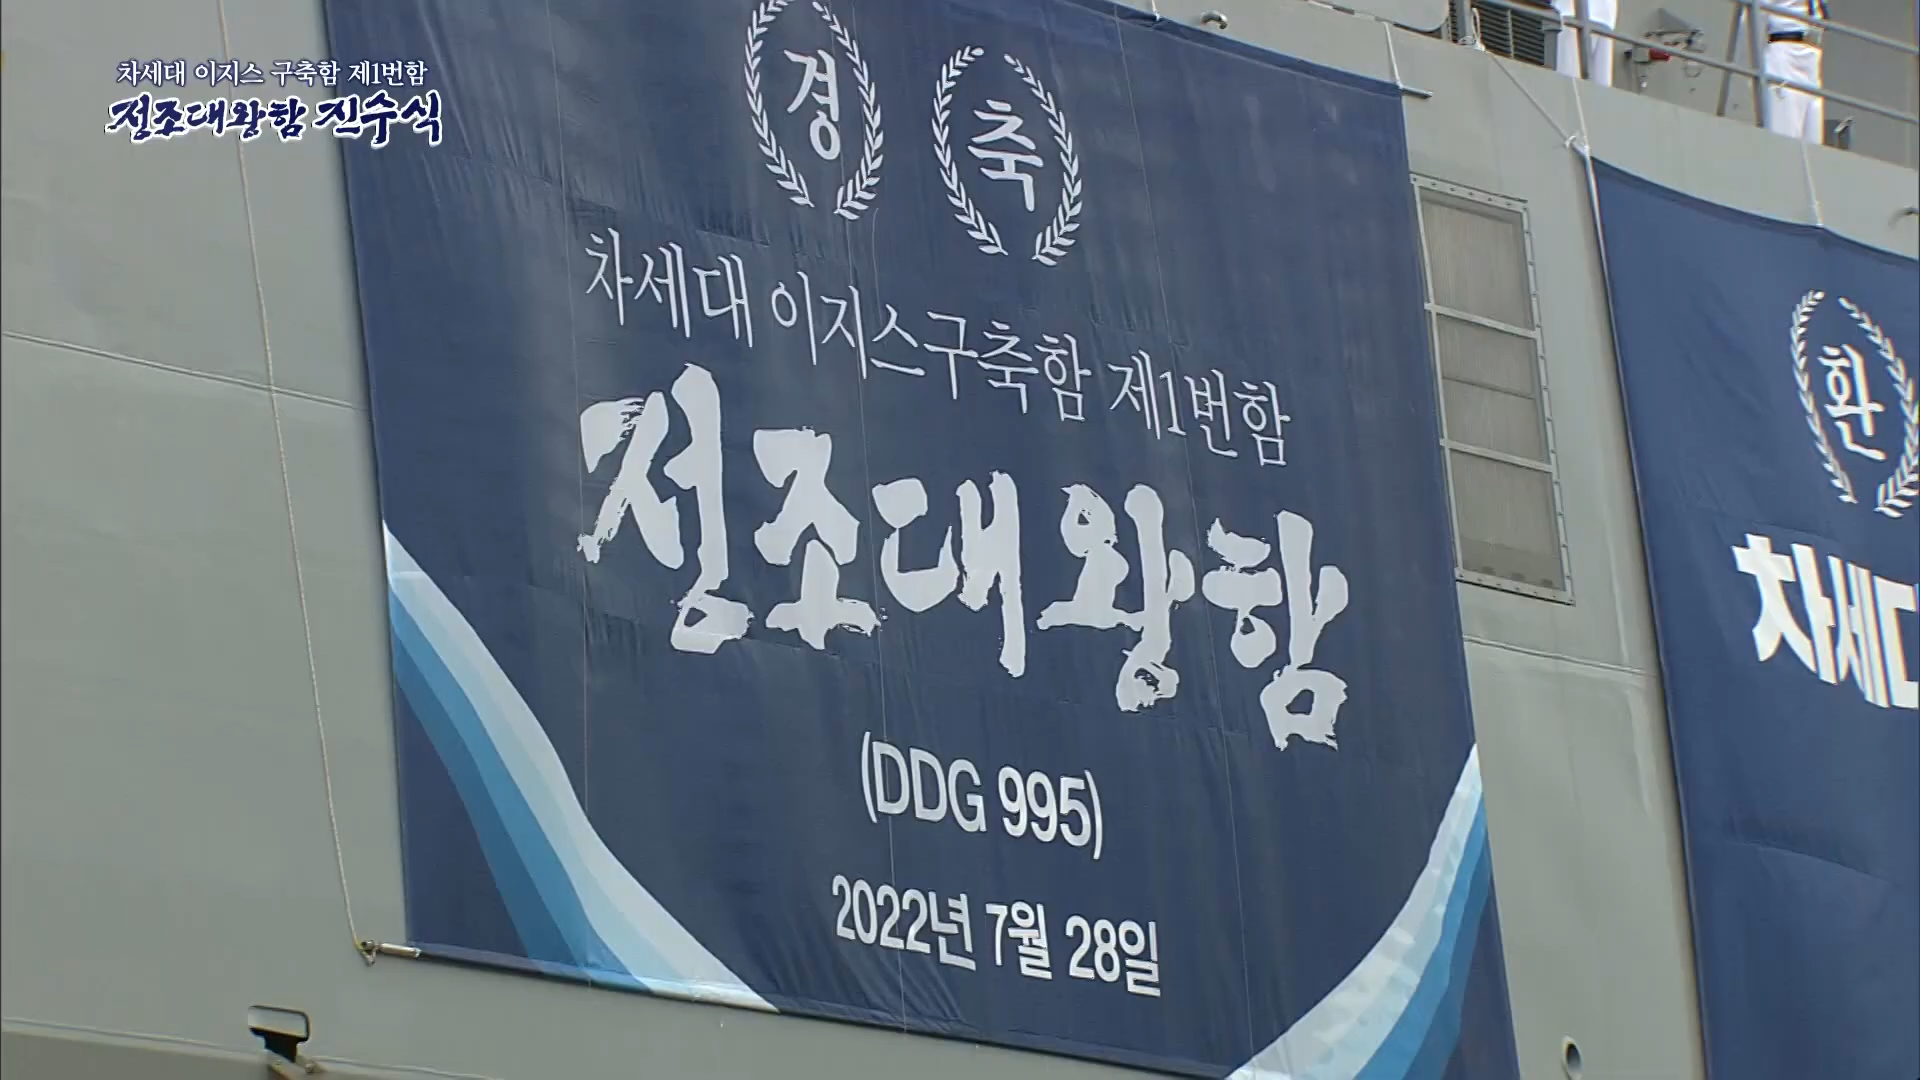 차세대 이지스 구축함 제1번함
정조대왕함 진수식
경 축
차세대 이지스구축함 제1번함
정조대왕함
(DDG 995)
2022년 7월 28일
환
차세대